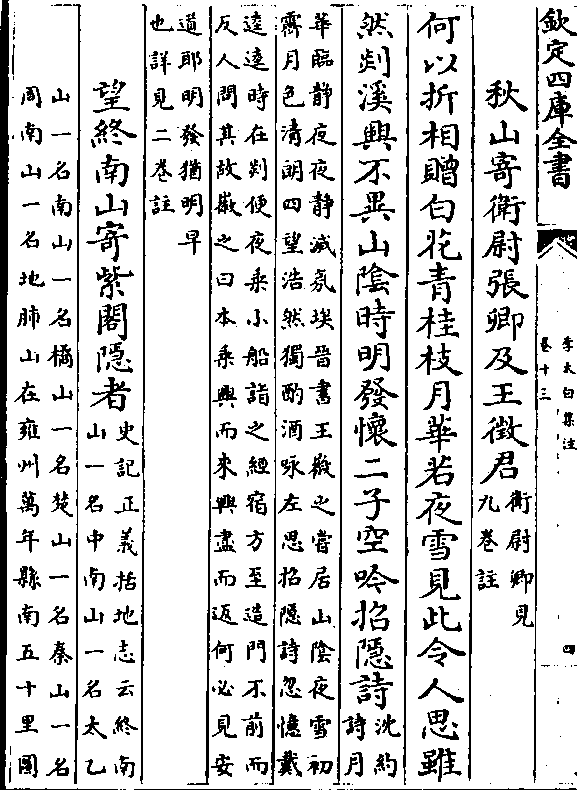 欽定四庫全書
李太白集注
卷十三
四
秋山寄衛尉張卿及王徵君衛尉卿見
九卷註
何以折相贈白花青桂枝月華若夜雪見此令人思雖
然剡溪興不異山陰時明發懷二子空吟招隱詩沈約
詩月
華臨静夜夜静滅氛埃晉書王徽之嘗居山陰夜雪初
霽月色清朗四望浩然獨酌酒咏左思招隱詩忽憶戴
逵逵時在剡便夜乘小船詣之經宿方至造門不前而
反人問其故徽之曰本乘興而來興盡而返何必見安
道耶明發猶明早
也詳見二卷註
望終南山寄紫閣隱者史記正義括地志云終南
山一名中南山一名太乙
山一名南山一名橘山一名楚山一名秦山一名
周南山一名地肺山在雍州萬年縣南五十里圖